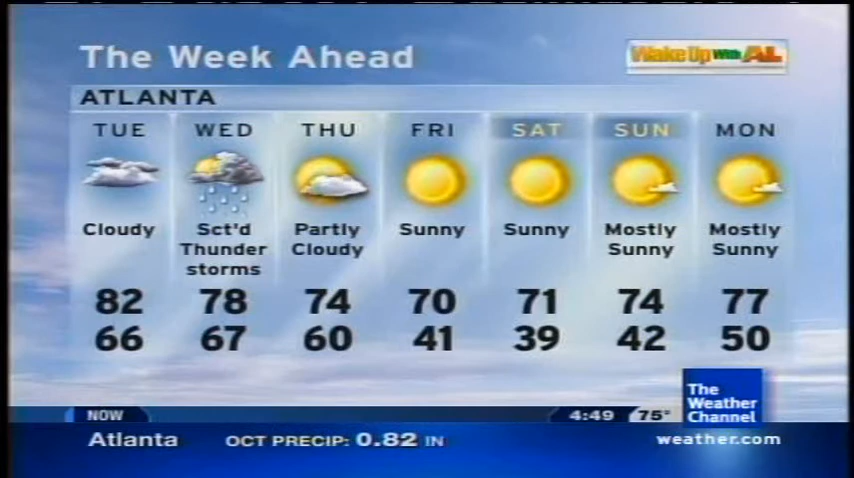 The Week Ahead
Wake Up with AL
ATLANTA
TUE WED THU FRI SAT SUN MON
Cloudy Sct'd Thunder storms Partly Cloudy Sunny Sunny Mostly Sunny Mostly Sunny
82 78 74 70 71 74 77
66 67 60 41 39 42 50
NOW 4:49 75°
The Weather Channel
Atlanta OCT PRECIP: 0.82 IN weather.com